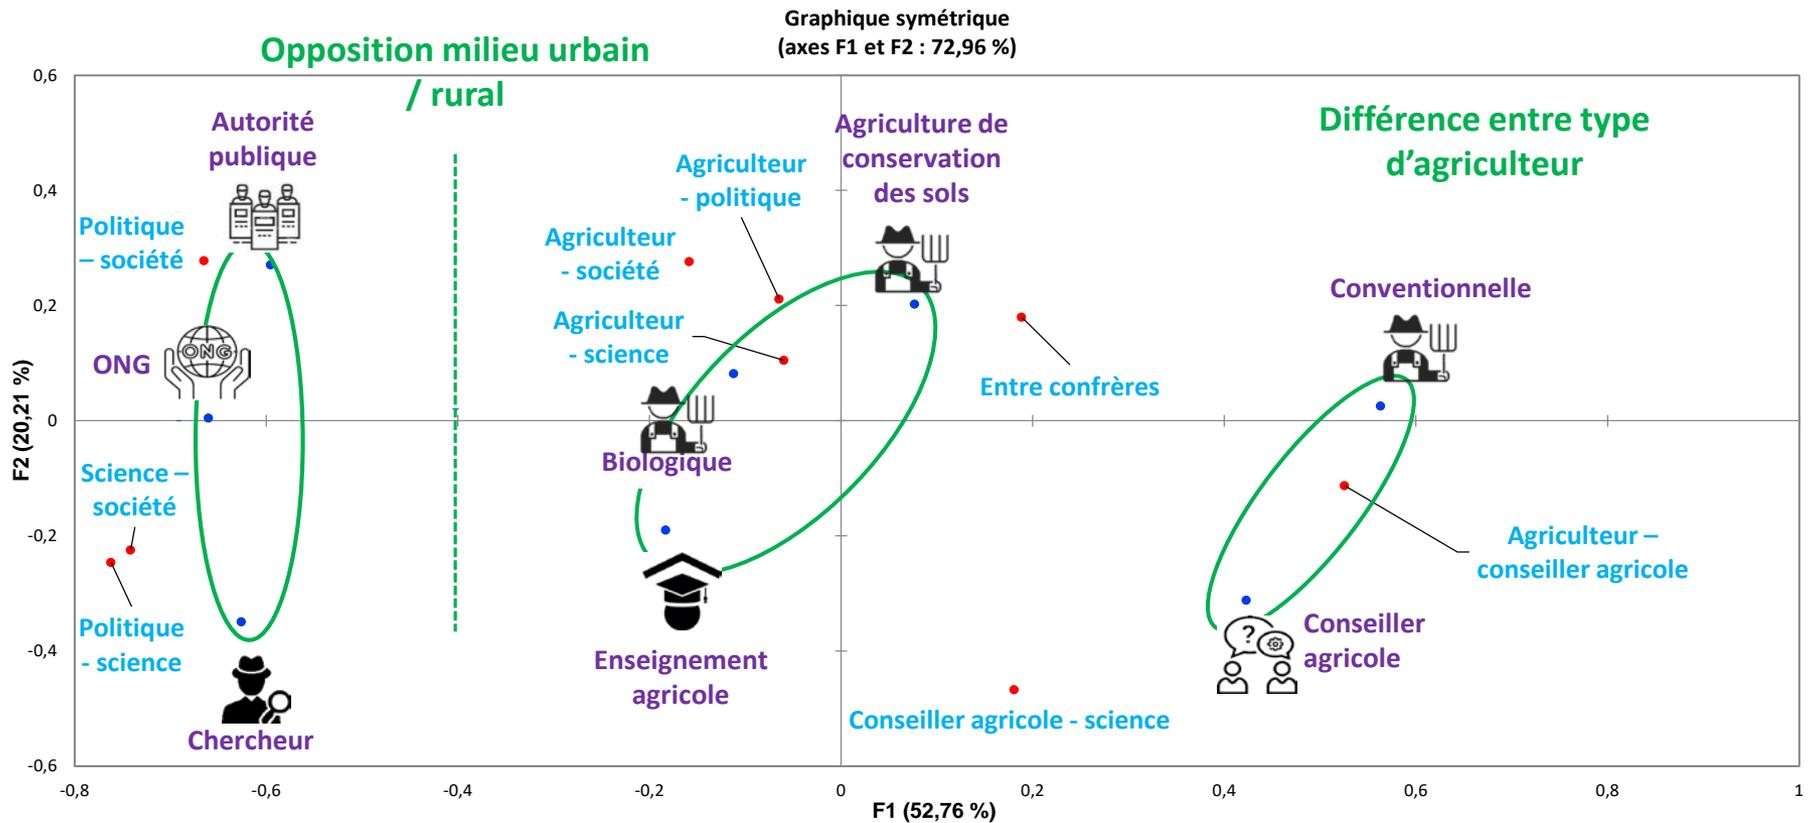 Graphique symétrique
(axes F1 et F2 : 72,96 %)
Opposition milieu urbain
/ rural
Différence entre type
d’agriculteur
Autorité
publique
Politique
– société
ONG
ONG
Science –
société
Politique
- science
Chercheur
Agriculteur
- politique
Agriculteur
- société
Agriculteur
- science
Agriculture de
conservation
des sols
Biologique
Enseignement
agricole
Entre confrères
Conventionnelle
Agriculteur –
conseiller agricole
?
Conseiller
agricole
Conseiller agricole - science
F2 (20,21 %)
0,6
0,4
0,2
0
-0,2
-0,4
-0,6
-0,8
-0,6
-0,4
-0,2
0
0,2
0,4
0,6
0,8
1
F1 (52,76 %)